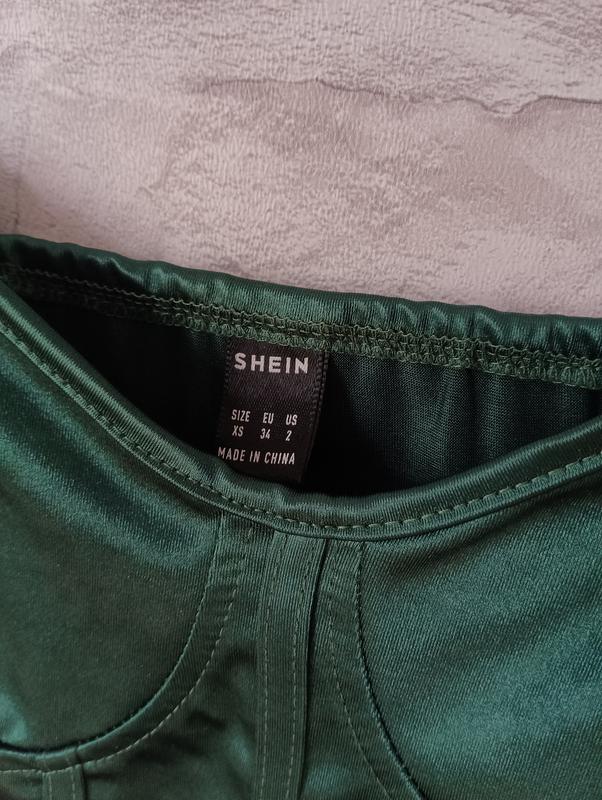 SHEIN
SIZE EU US
XS 34 2
MADE IN CHINA